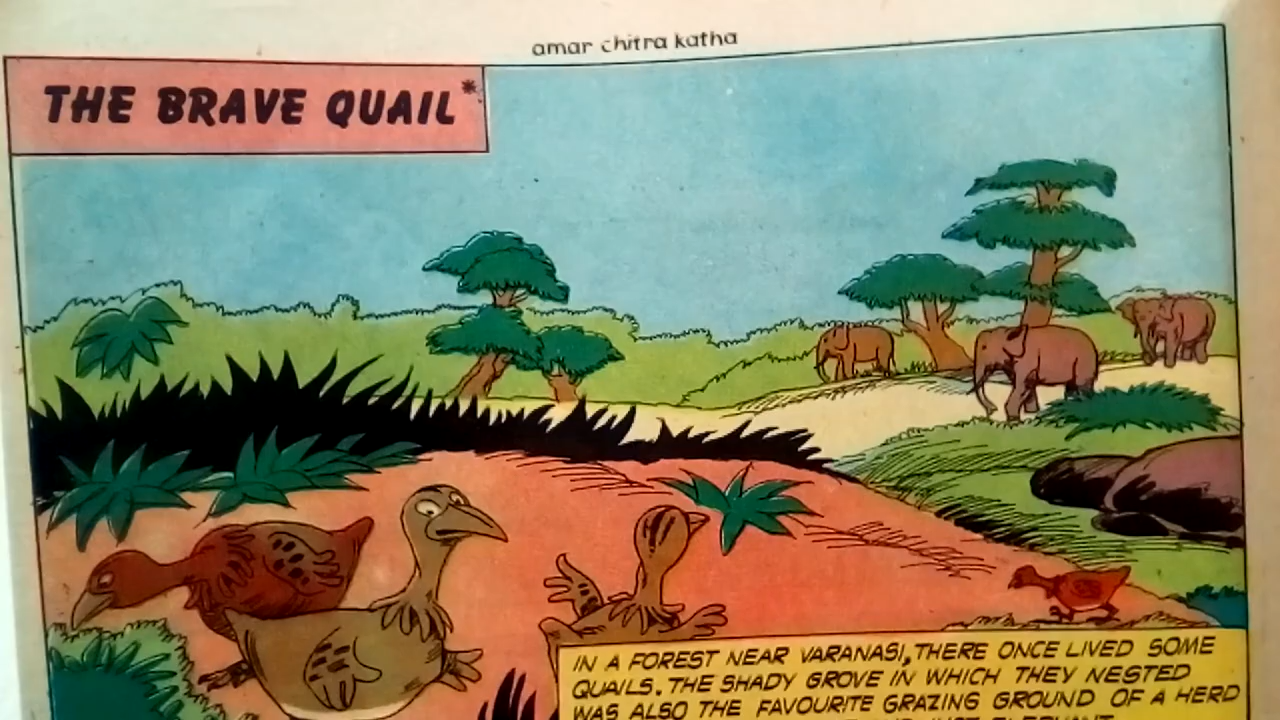 amar chitra katha
THE BRAVE QUAIL*
IN A FOREST NEAR VARANASI, THERE ONCE LIVED SOME
QUAILS. THE SHADY GROVE IN WHICH THEY NESTED
WAS ALSO THE FAVOURITE GRAZING GROUND OF A HERD
ELEPHANT